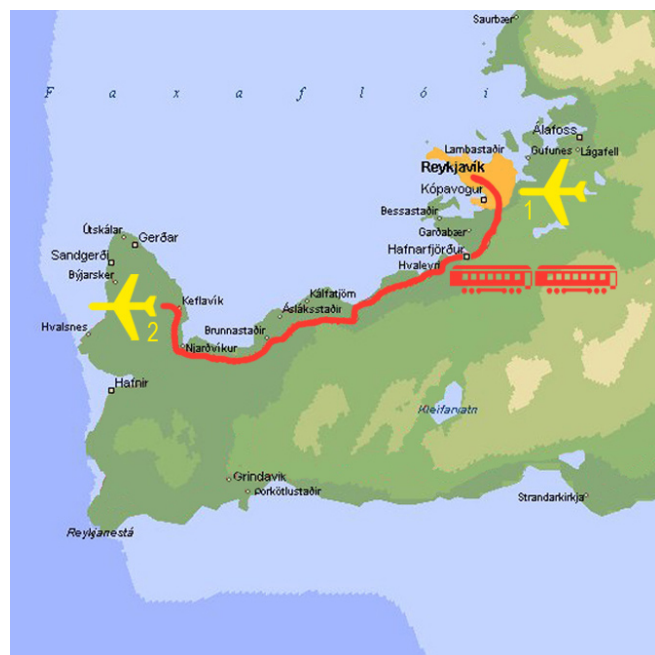 Saurbær
F a x a f l ó i
Álafoss
Lambastaðir
Gufunes
Lágafell
Reykjavík
Kópavogur
1
Bessastaðir
Garðabær
Útskálar
Gerðar
Hafnarfjörður
Sandgerði
Hvaleyri
Býjarsker
Kálfatjörn
Keflavík
Ásláksstaðir
Hvalsnes
2
Brunnastaðir
Njarðvíkur
Hafnir
Kleifarvatn
Grindavík
Þorkötlustaðir
Strandarkirkja
Reykjanestá